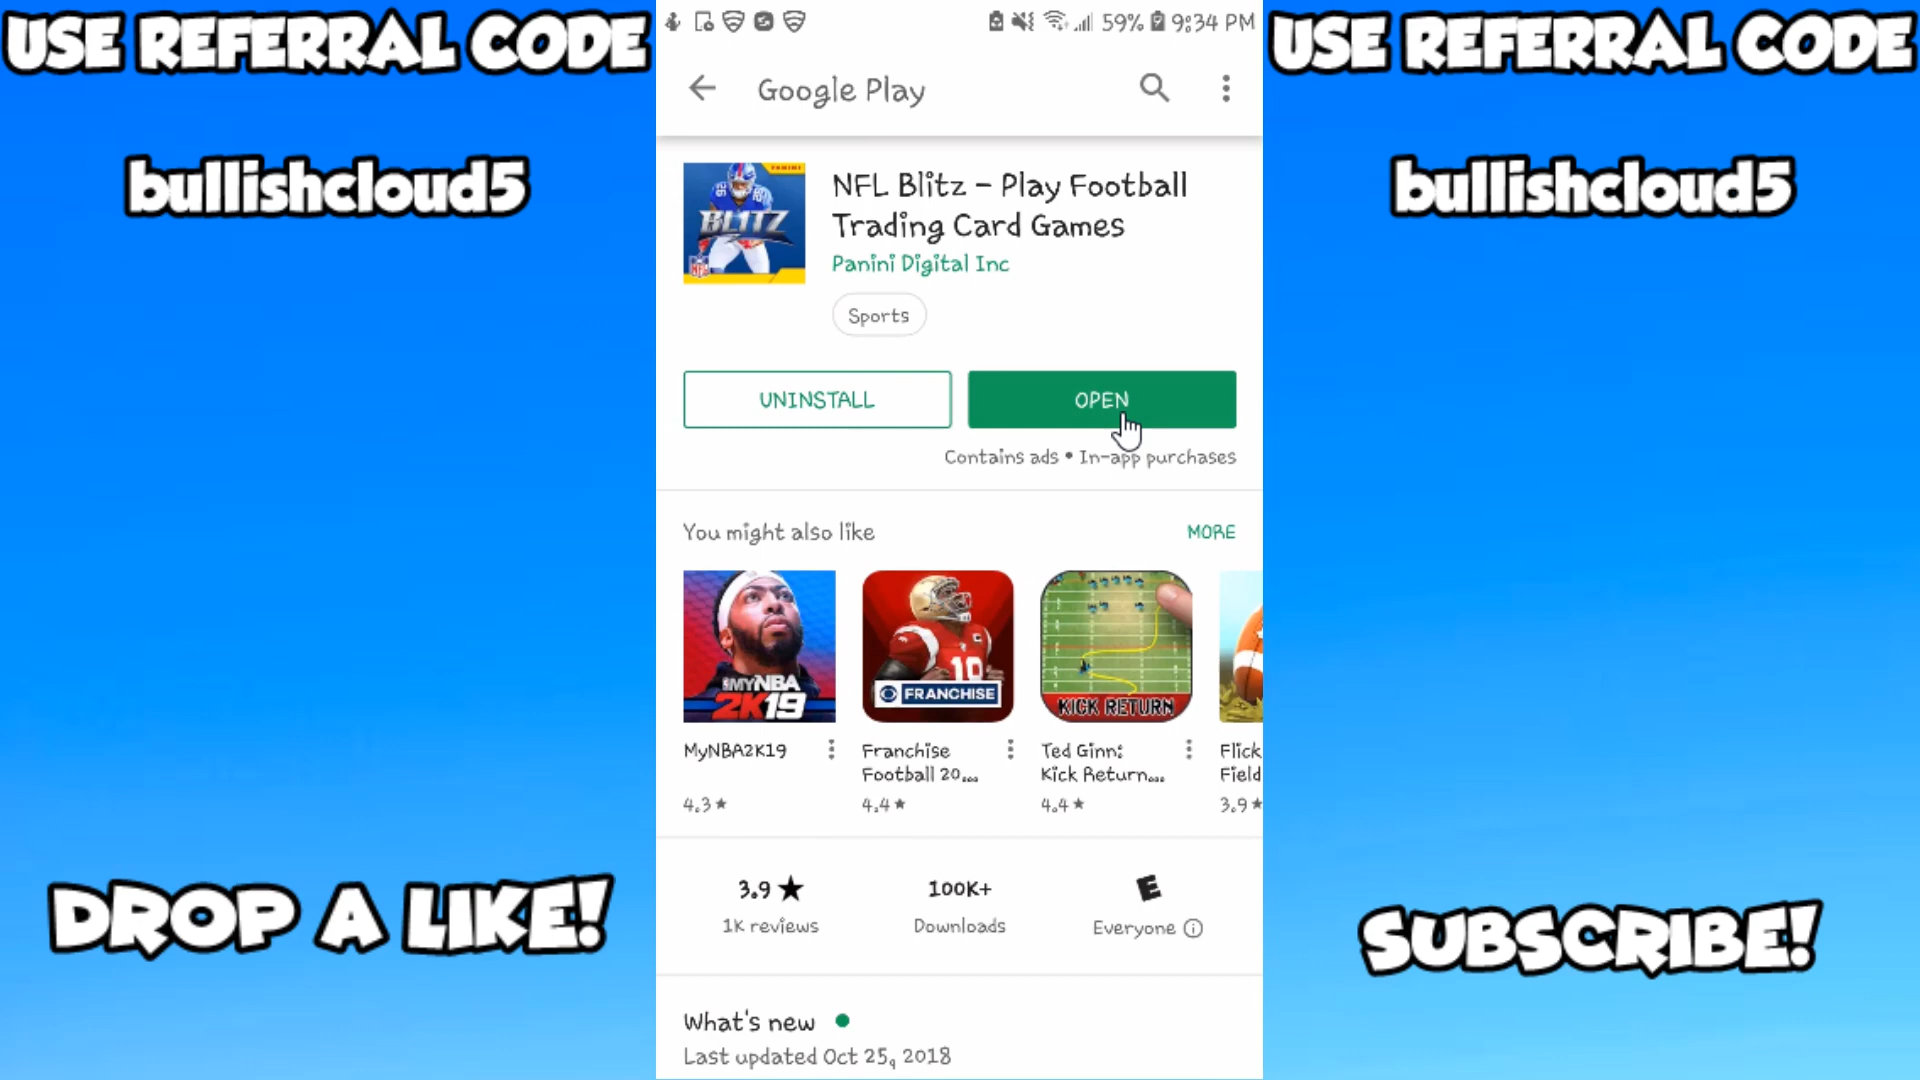 USE REFERRAL CODE
bullishcloud5
DROP A LIKE!
59% 9:34 PM
Google Play
PANINI
26
BLITZ
NFL
NFL Blitz – Play Football
Trading Card Games
Panini Digital Inc
Sports
UNINSTALL
OPEN
Contains ads • In-app purchases
You might also like
MORE
MYNBA
2K19
19
FRANCHISE
KICK RETURN
MyNBA2K19
Franchise
Football 20...
Ted Ginn:
Kick Return...
Flick
Field
4.3★
4.4★
4.4★
3.9★
3.9 ★
1K reviews
100K+
Downloads
E
Everyone
What's new
Last updated Oct 25, 2018
USE REFERRAL CODE
bullishcloud5
SUBSCRIBE!